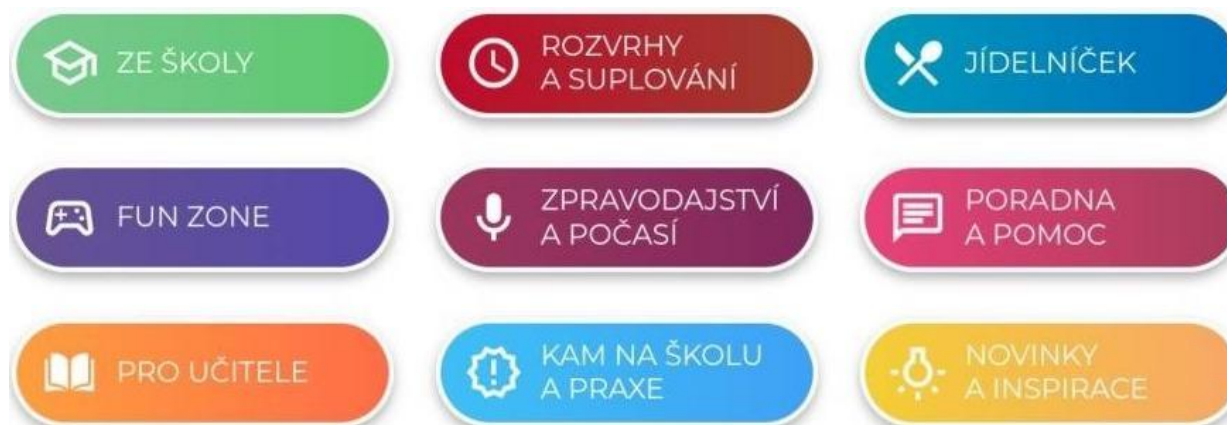 ZE ŠKOLY
ROZVRHY
A SUPLOVÁNÍ
JÍDELNÍČEK
FUN ZONE
ZPRAVODAJSTVÍ
A POČASÍ
PORADNA
A POMOC
PRO UČITELE
KAM NA ŠKOLU
A PRAXE
NOVINKY
A INSPIRACE